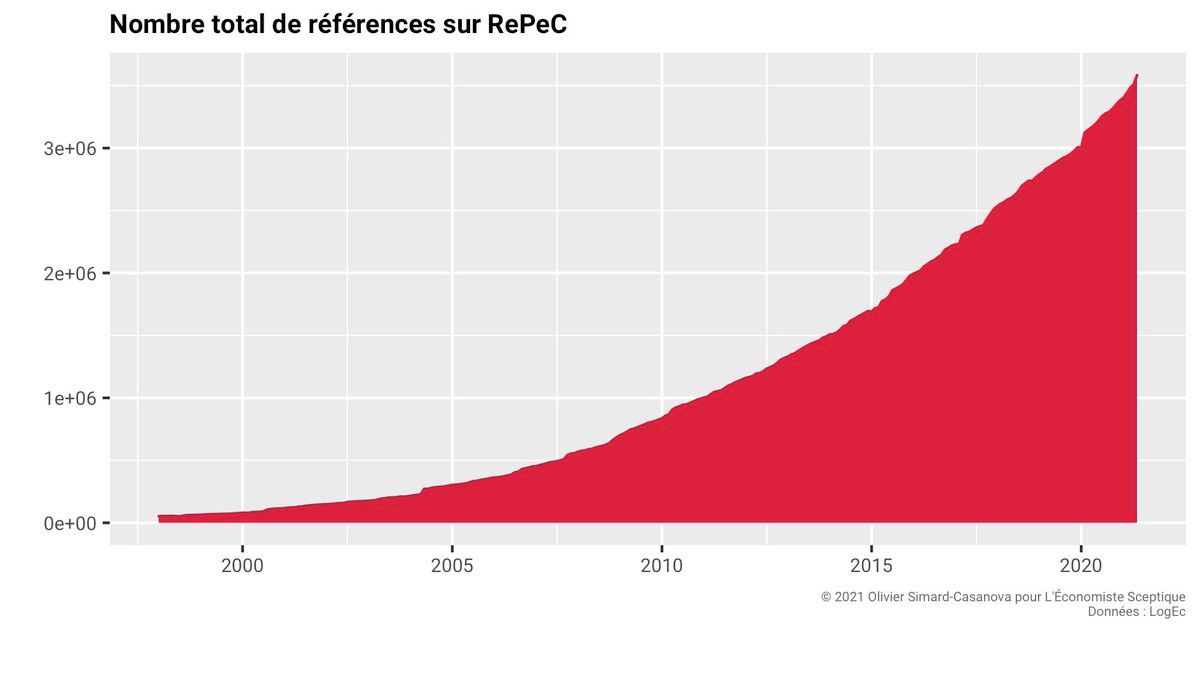 Nombre total de références sur RePeC
3e+06
2e+06
1e+06
0e+00
2000 2005 2010 2015 2020
© 2021 Olivier Simard-Casanova pour L'Économiste Sceptique
Données : LogEc